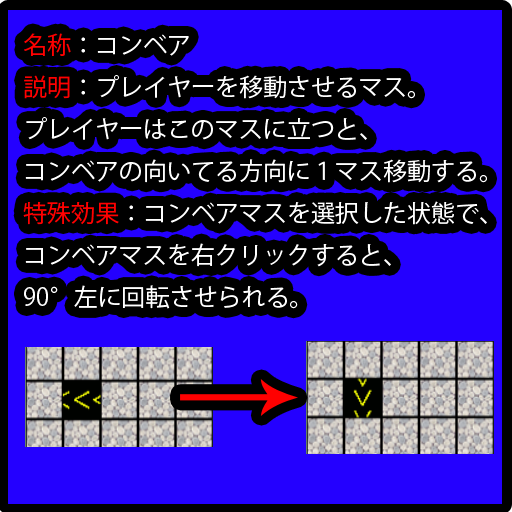 名称：コンベア
説明：プレイヤーを移動させるマス。
プレイヤーはこのマスに立つと、
コンベアの向いてる方向に１マス移動する。
特殊効果：コンベアマスを選択した状態で、
コンベアマスを右クリックすると、
90°左に回転させられる。